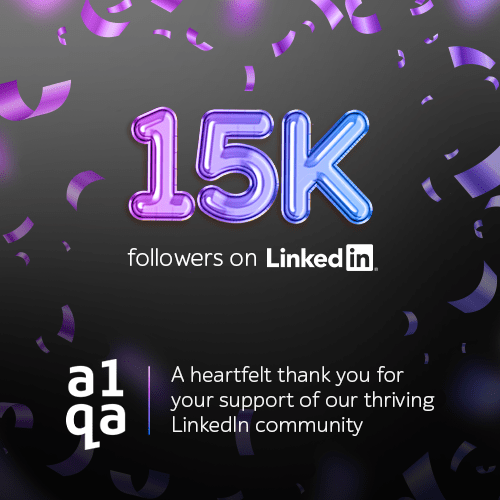 15K
followers on LinkedIn
a1
qa
A heartfelt thank you for
your support of our thriving
LinkedIn community